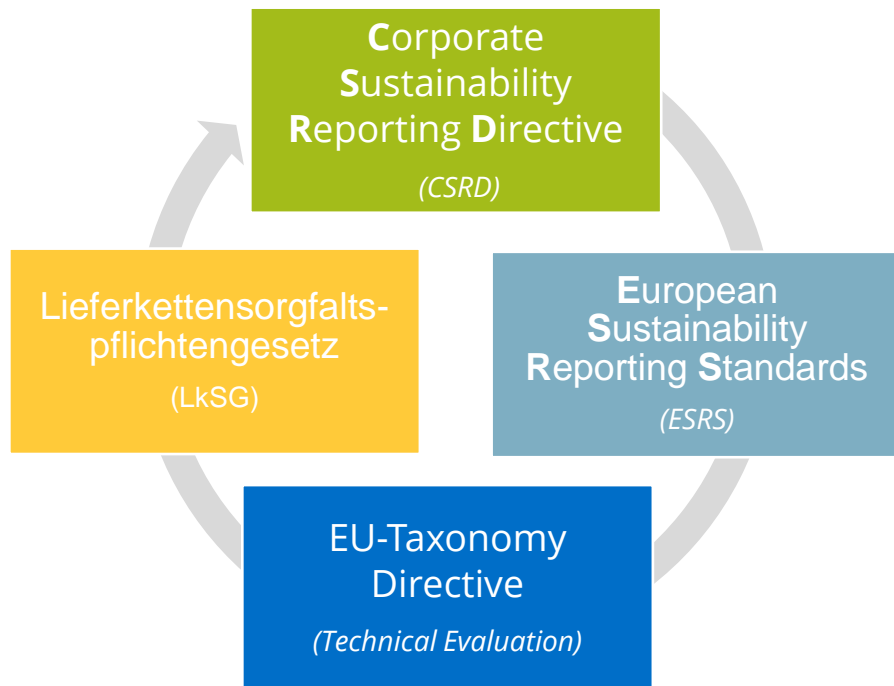 Corporate
Sustainability
Reporting Directive
(CSRD)
Lieferkettensorgfalts-
pflichtengesetz
(LkSG)
European
Sustainability
Reporting Standards
(ESRS)
EU-Taxonomy
Directive
(Technical Evaluation)